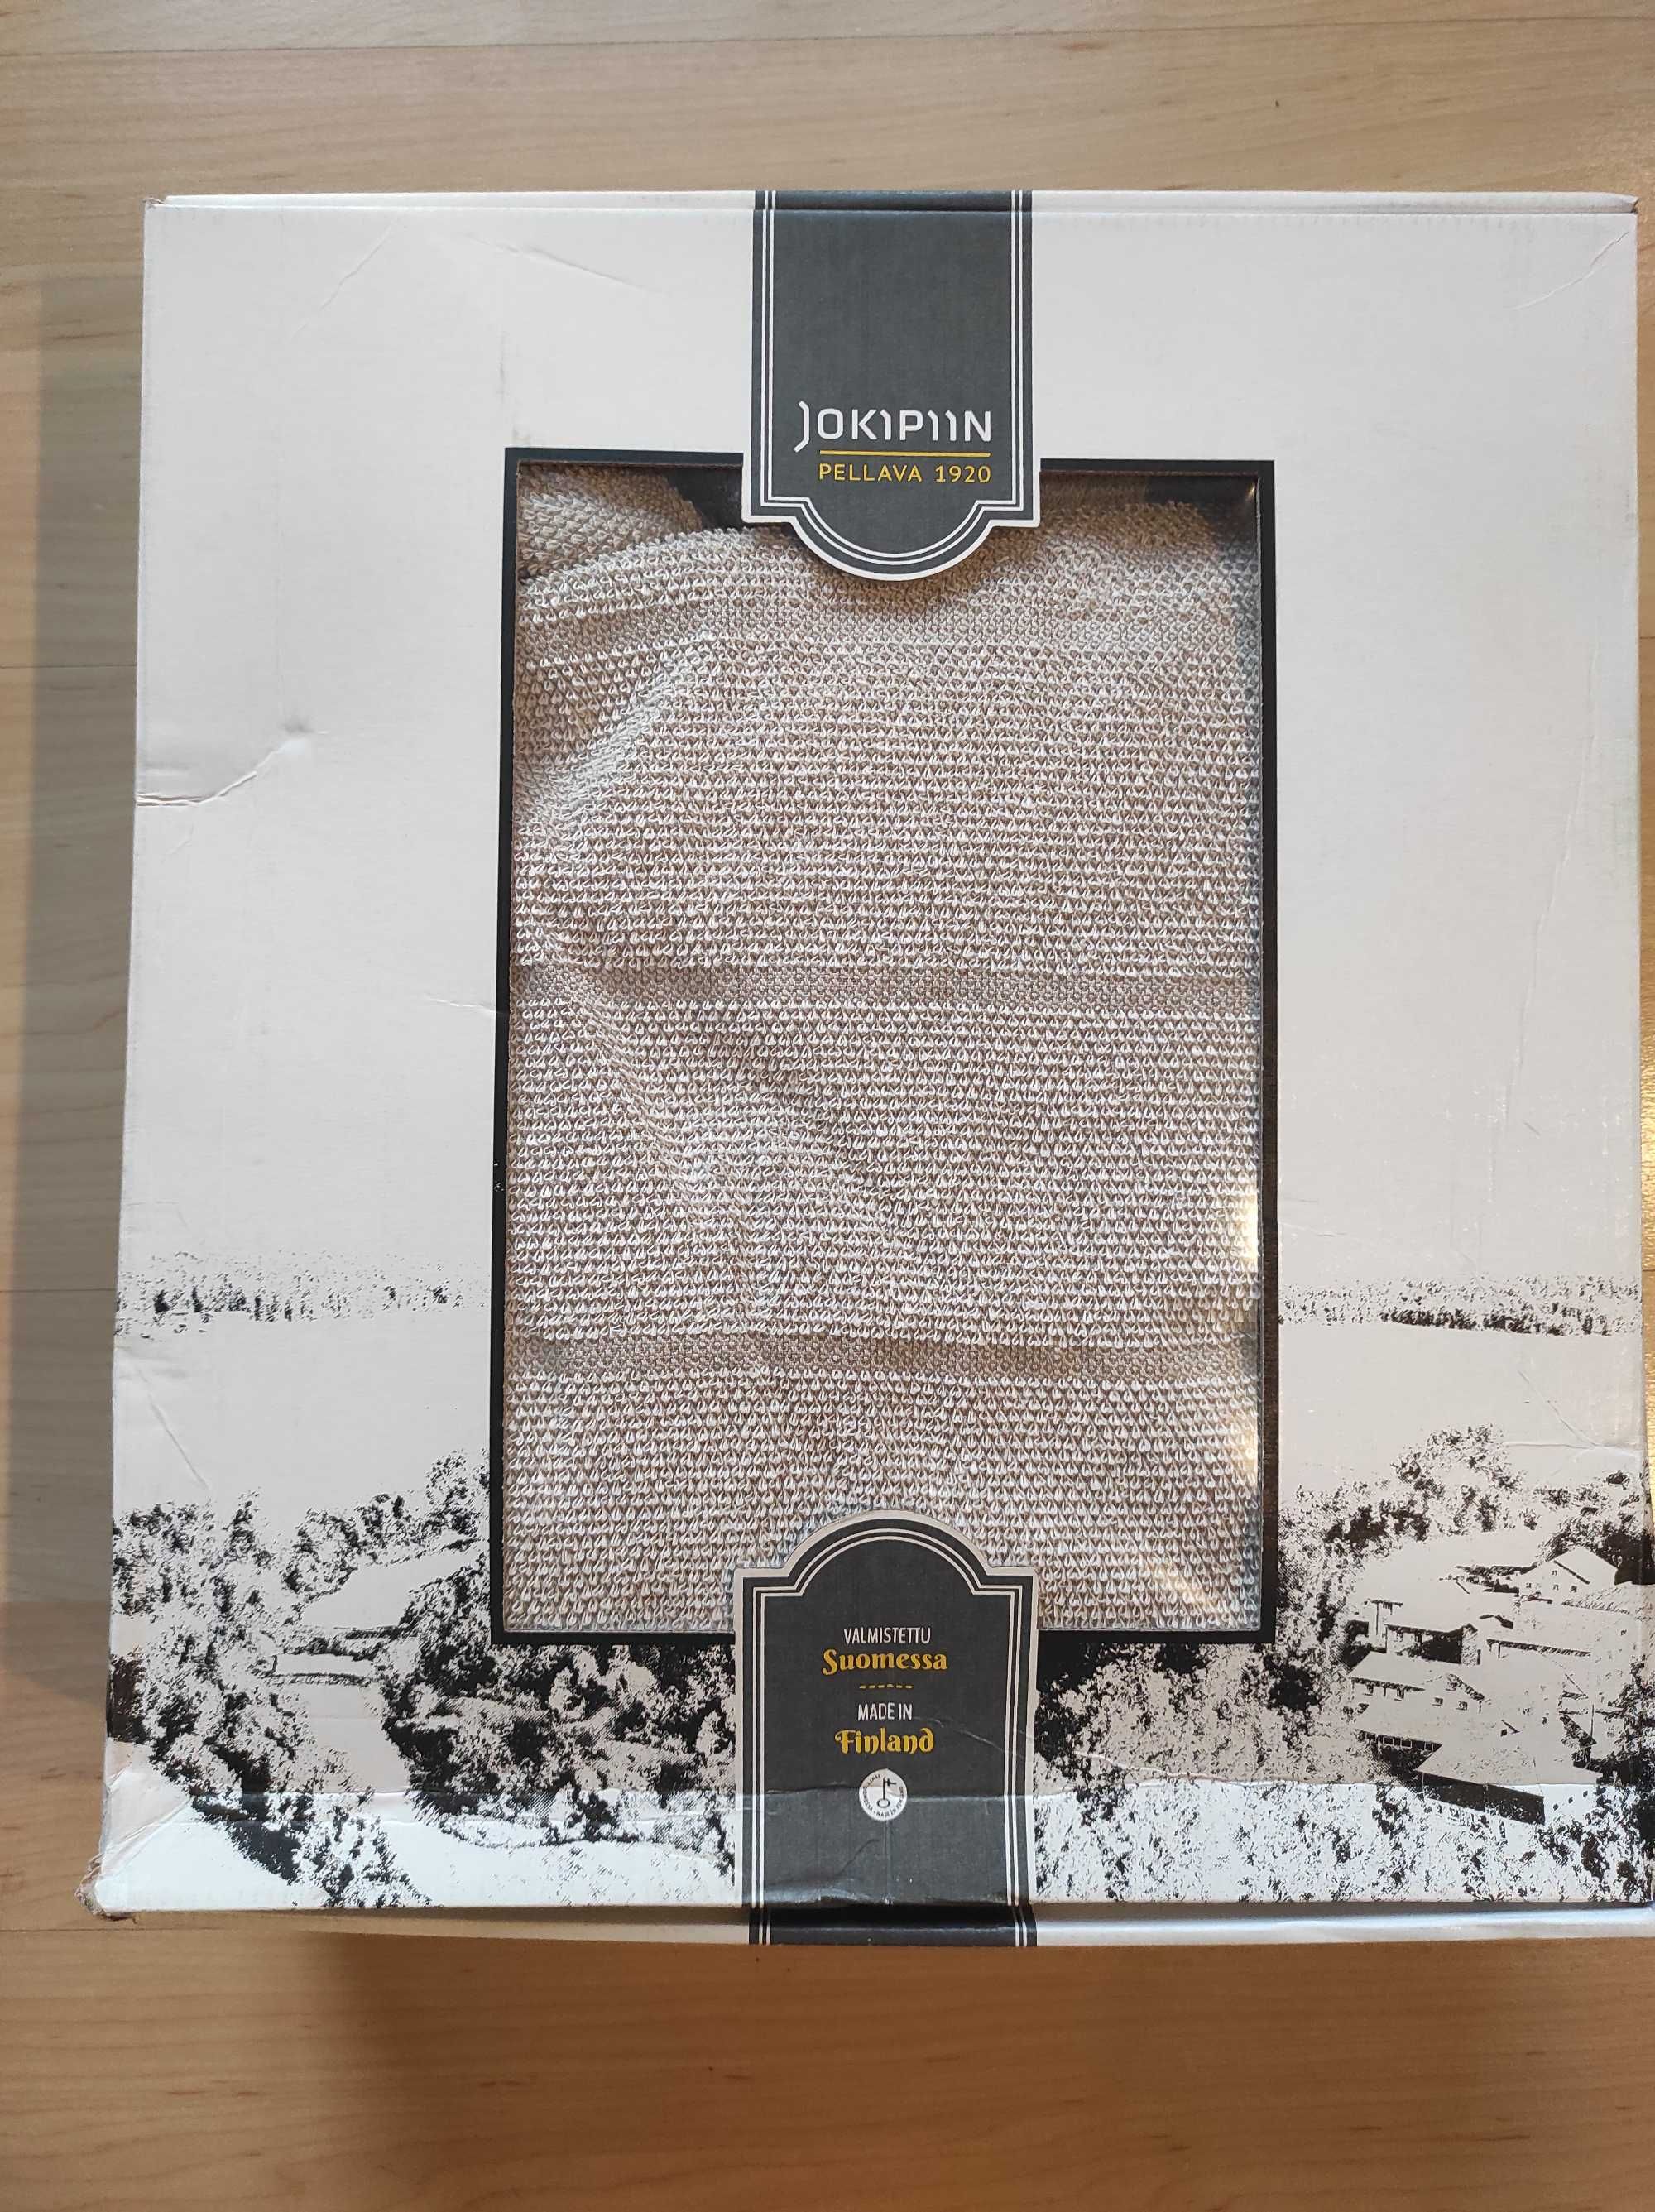 JOKIPIIN
PELLAVA 1920
VALMISTETTU
Suomessa
MADE IN
Finland